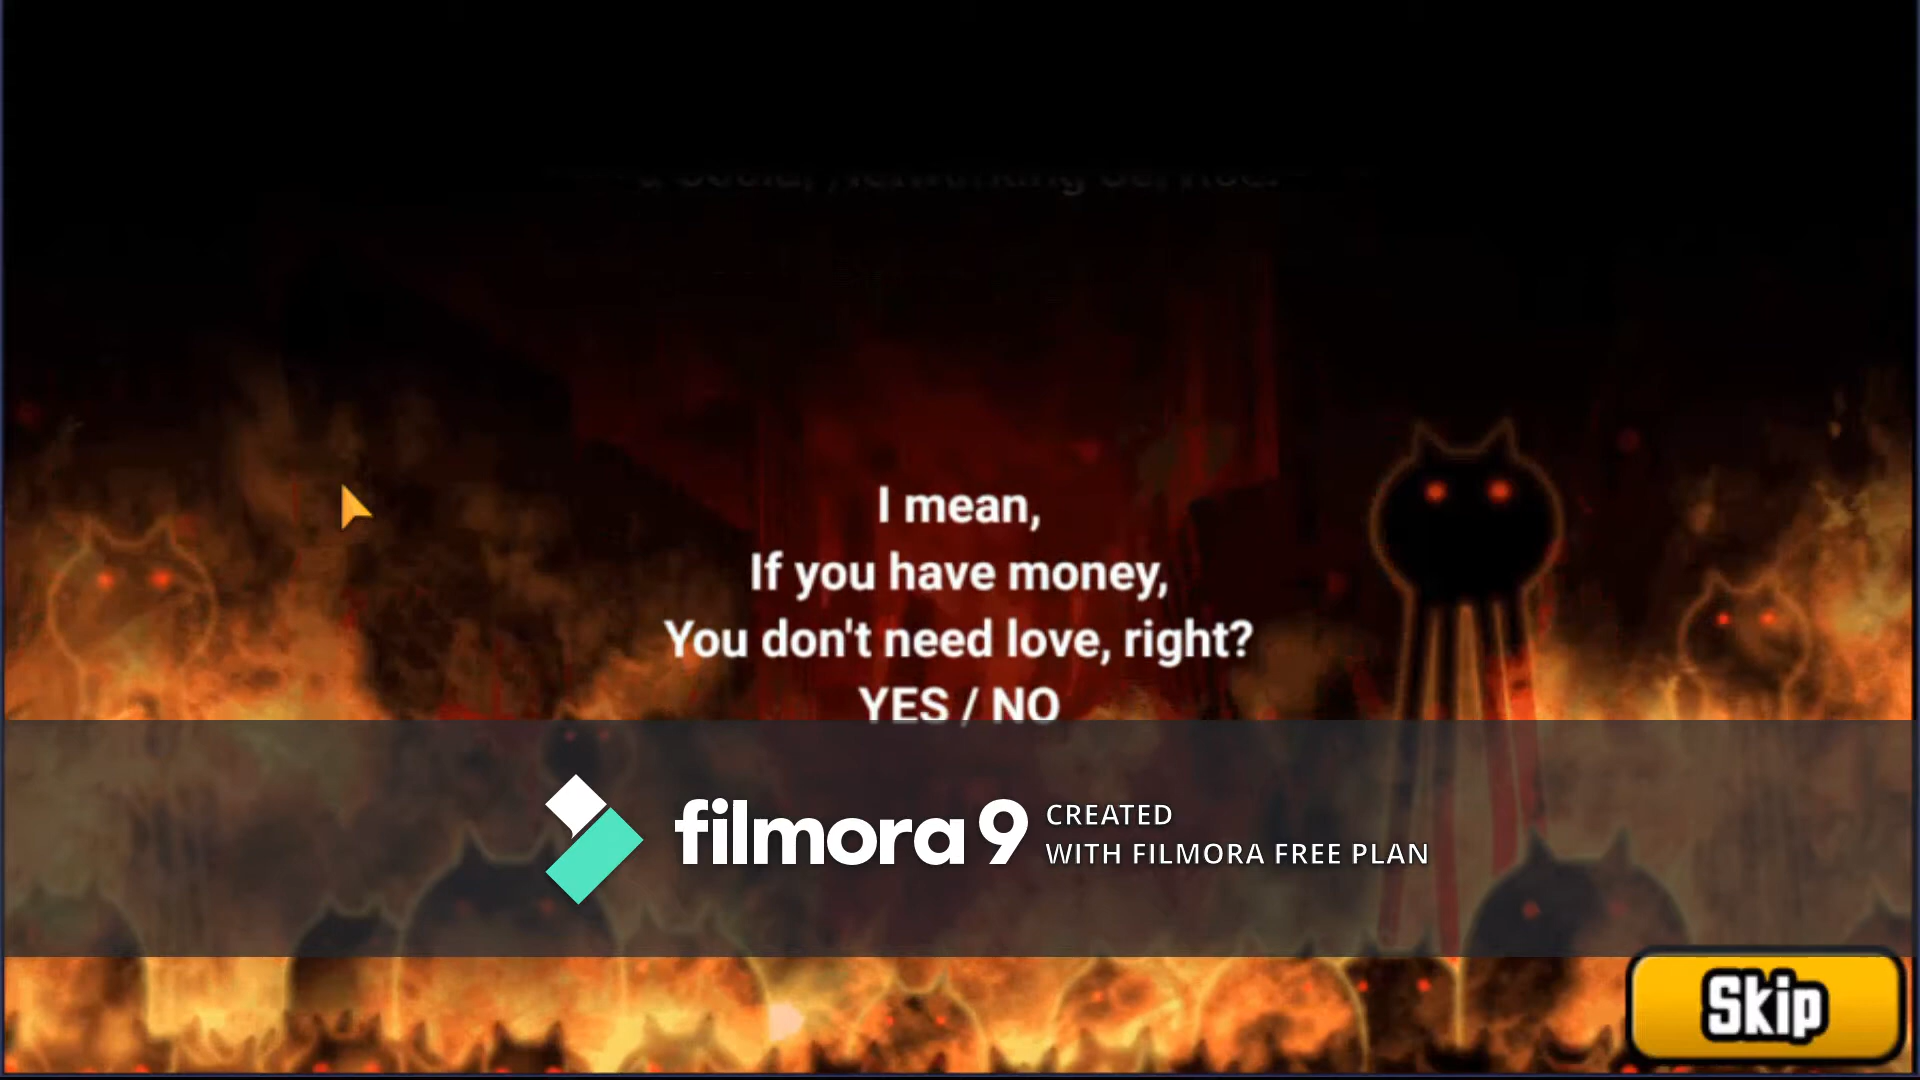 I mean,
If you have money,
You don't need love, right?
YES / NO
filmora 9 CREATED
WITH FILMORA FREE PLAN
Skip